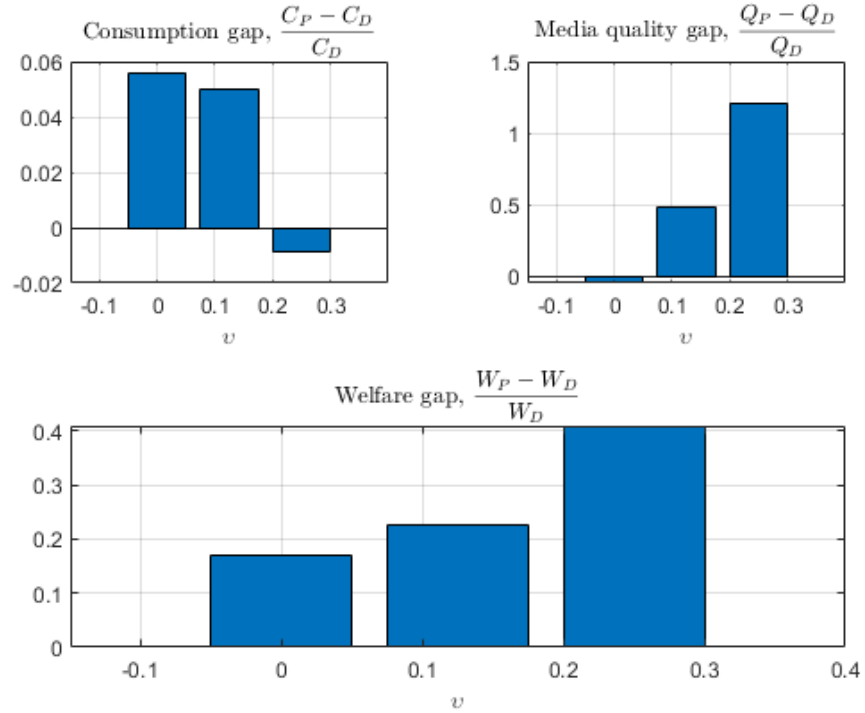 Consumption gap, \frac{C_P - C_D}{C_D}
0.06
0.04
0.02
0
-0.02
-0.1 0 0.1 0.2 0.3
υ
Media quality gap, \frac{Q_P - Q_D}{Q_D}
1.5
1
0.5
0
-0.1 0 0.1 0.2 0.3
υ
Welfare gap, \frac{W_P - W_D}{W_D}
0.4
0.3
0.2
0.1
0
-0.1 0 0.1 0.2 0.3 0.4
υ